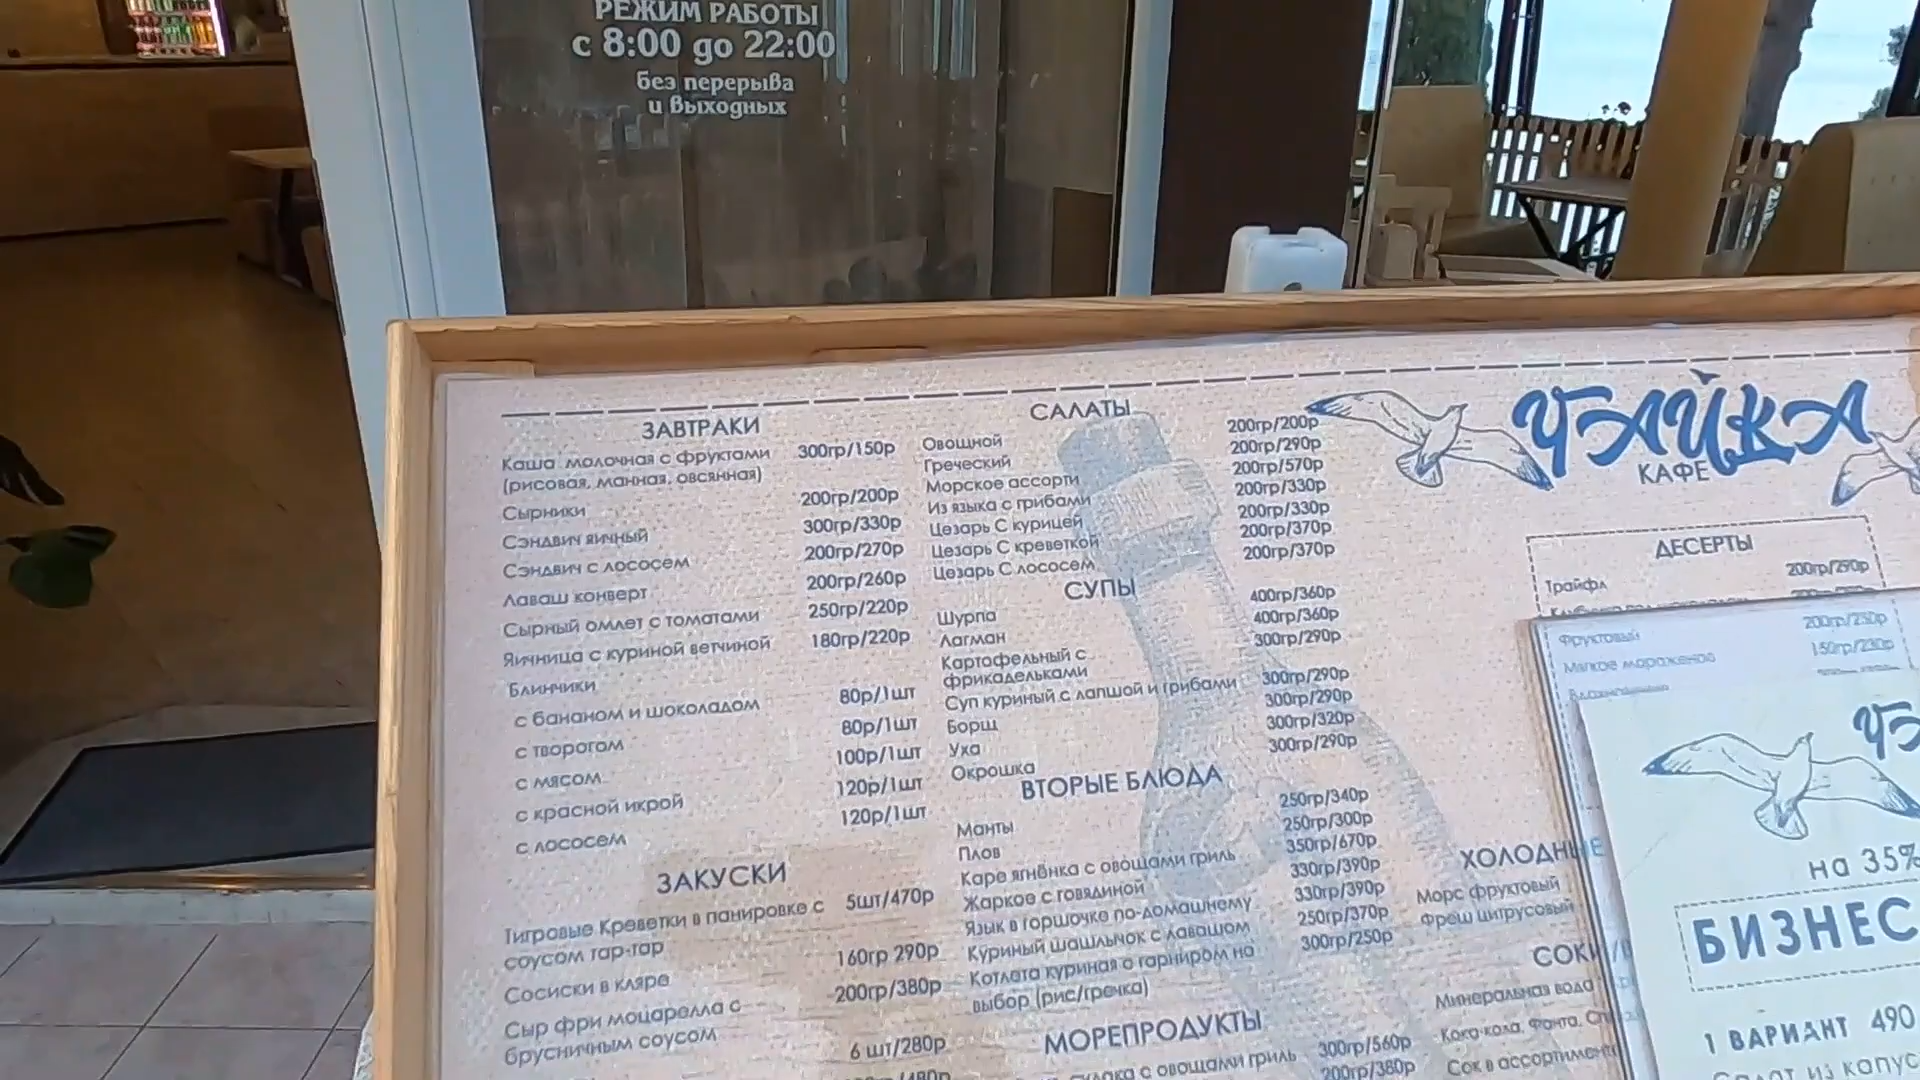 РЕЖИМ РАБОТЫ
с 8:00 до 22:00
без перерыва
и выходных
ЗАВТРАКИ
Каша молочная с фруктами 300гр/150р
(рисовая, манная, овсянная)
Сырники 200гр/200р
Сэндвич яичный 300гр/330р
Сэндвич с лососем 200гр/270р
Лаваш конверт 200гр/260р
Сырный омлет с томатами 250гр/220р
Яичница с куриной ветчиной 180гр/220р
Блинчики
с бананом и шоколадом 80р/1шт
с творогом 80р/1шт
с мясом 100р/1шт
с красной икрой 120р/1шт
с лососем 120р/1шт
ЗАКУСКИ
Тигровые Креветки в панировке с 5шт/470р
соусом тар-тар
Сосиски в кляре 160гр 290р
Сыр фри моцарелла с 200гр/380р
брусничным соусом
6 шт/280р
САЛАТЫ
Овощной 200гр/200р
Греческий 200гр/290р
Морское ассорти 200гр/570р
Из языка с грибами 200гр/330р
Цезарь С курицей 200гр/330р
Цезарь С креветкой 200гр/370р
Цезарь С лососем 200гр/370р
СУПЫ
Шурпа 400гр/360р
Лагман 400гр/360р
Картофельный с 300гр/290р
фрикадельками
Суп куриный с лапшой и грибами 300гр/290р
Борщ 300гр/290р
Уха 300гр/320р
Окрошка 300гр/290р
ВТОРЫЕ БЛЮДА
Манты 250гр/340р
Плов 250гр/300р
Каре ягнёнка с овощами гриль 350гр/670р
Жаркое с говядиной 330гр/390р
Язык в горшочке по-домашнему 330гр/390р
Куриный шашлычок с лавашом 250гр/370р
Котлета куриная с гарниром на 300гр/250р
выбор (рис/гречка)
МОРЕПРОДУКТЫ
с овощами гриль 300гр/560р
200гр/380р
ЧАЙКА
КАФЕ
ДЕСЕРТЫ
Трайфл 200гр/290р
Фруктовый 200гр/250р
Мягкое мороженое 150гр/230р
ХОЛОДНЫЕ
Морс фруктовый
Фреш цитрусовый
СОКИ
Минеральная вода
Кока-кола, Фанта,
Сок в ассортименте
на 35%
БИЗНЕС
1 ВАРИАНТ 490